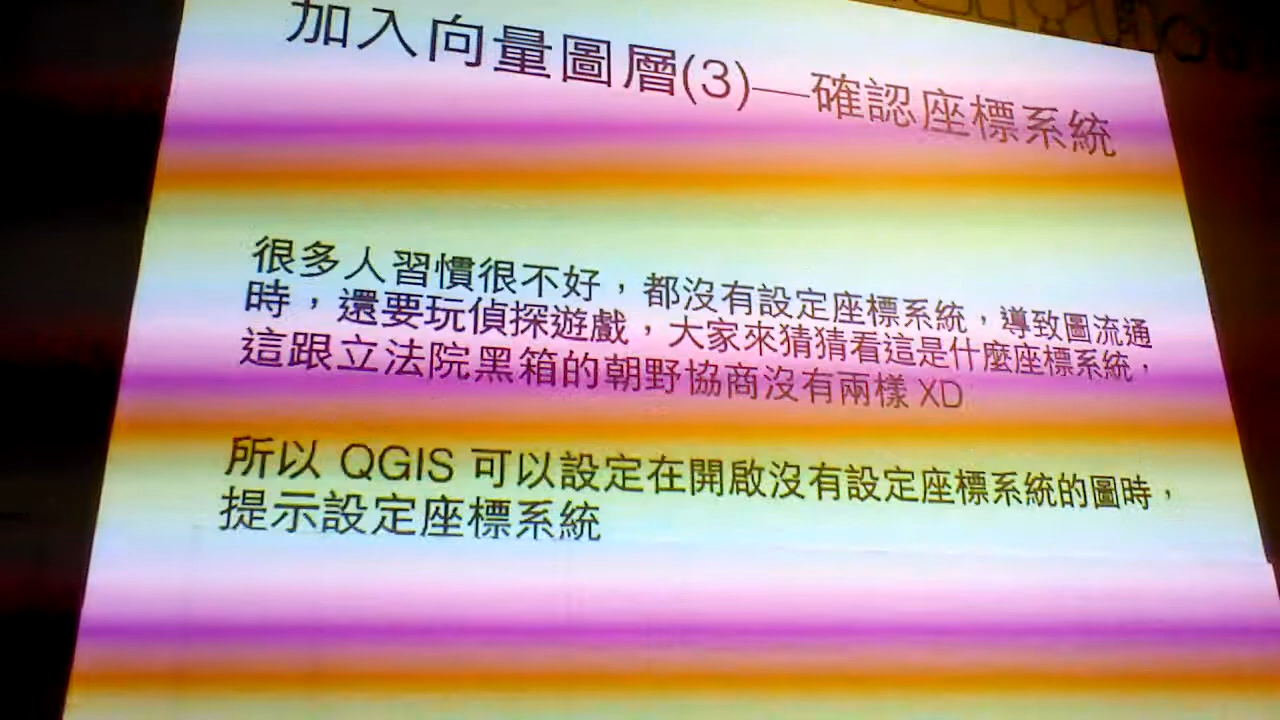 加入向量圖層(3)—確認座標系統
很多人習慣很不好，都沒有設定座標系統，導致圖流通
時，還要玩偵探遊戲，大家來猜猜看這是什麼座標系統，
這跟立法院黑箱的朝野協商沒有兩樣 XD
所以 QGIS 可以設定在開啟沒有設定座標系統的圖時，
提示設定座標系統